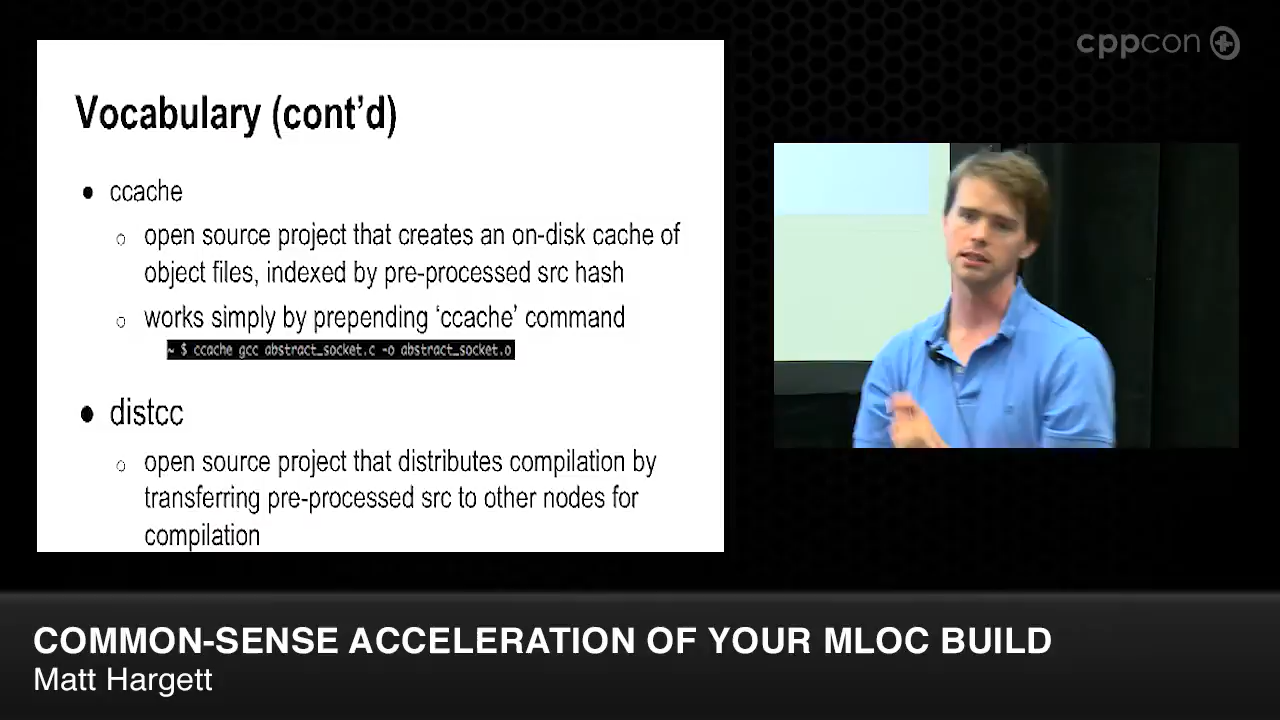 cppcon
Vocabulary (cont'd)
● ccache
○ open source project that creates an on-disk cache of
object files, indexed by pre-processed src hash
○ works simply by prepending 'ccache' command
~ $ ccache gcc abstract_socket.c -o abstract_socket.o
● distcc
○ open source project that distributes compilation by
transferring pre-processed src to other nodes for
compilation
COMMON-SENSE ACCELERATION OF YOUR MLOC BUILD
Matt Hargett